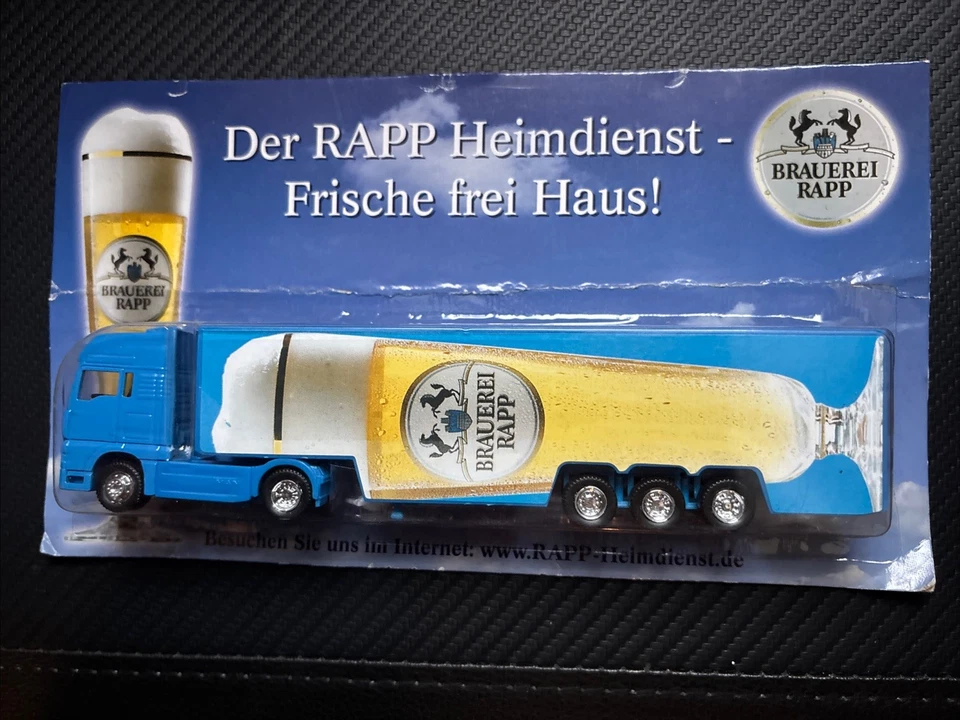 Der RAPP Heimdienst -
Frische frei Haus!
BRAUEREI
RAPP
BRAUEREI
RAPP
BRAUEREI
RAPP
Besuchen Sie uns im Internet: www.RAPP-Heimdienst.de